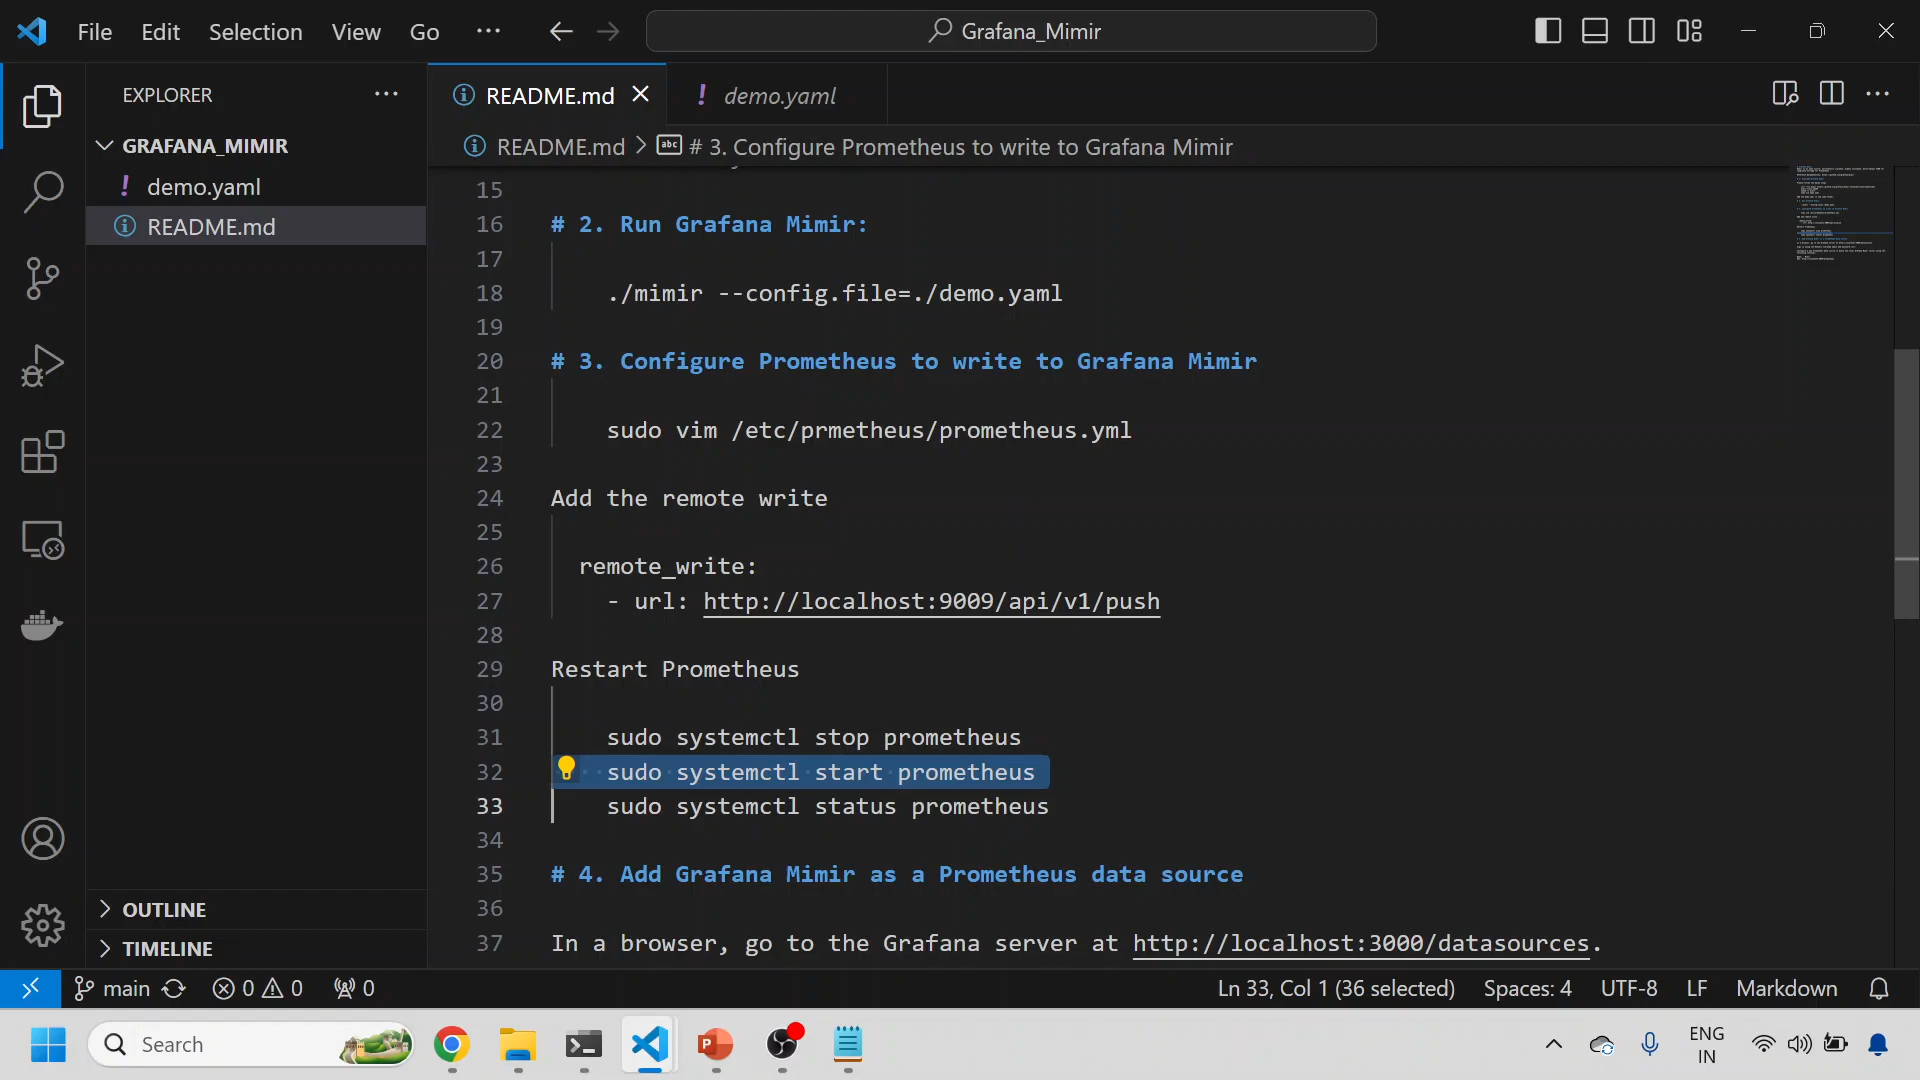 File Edit Selection View Go ···
Grafana_Mimir
EXPLORER
GRAFANA_MIMIR
! demo.yaml
README.md
OUTLINE
TIMELINE
README.md
! demo.yaml
README.md > # 3. Configure Prometheus to write to Grafana Mimir
15
16 # 2. Run Grafana Mimir:
17
18 ./mimir --config.file=./demo.yaml
19
20 # 3. Configure Prometheus to write to Grafana Mimir
21
22 sudo vim /etc/prmetheus/prometheus.yml
23
24 Add the remote write
25
26 remote_write:
27 - url: http://localhost:9009/api/v1/push
28
29 Restart Prometheus
30
31 sudo systemctl stop prometheus
32 sudo systemctl start prometheus
33 sudo systemctl status prometheus
34
35 # 4. Add Grafana Mimir as a Prometheus data source
36
37 In a browser, go to the Grafana server at http://localhost:3000/datasources.
main 0 0 0 Ln 33, Col 1 (36 selected) Spaces: 4 UTF-8 LF Markdown
Search
ENG
IN